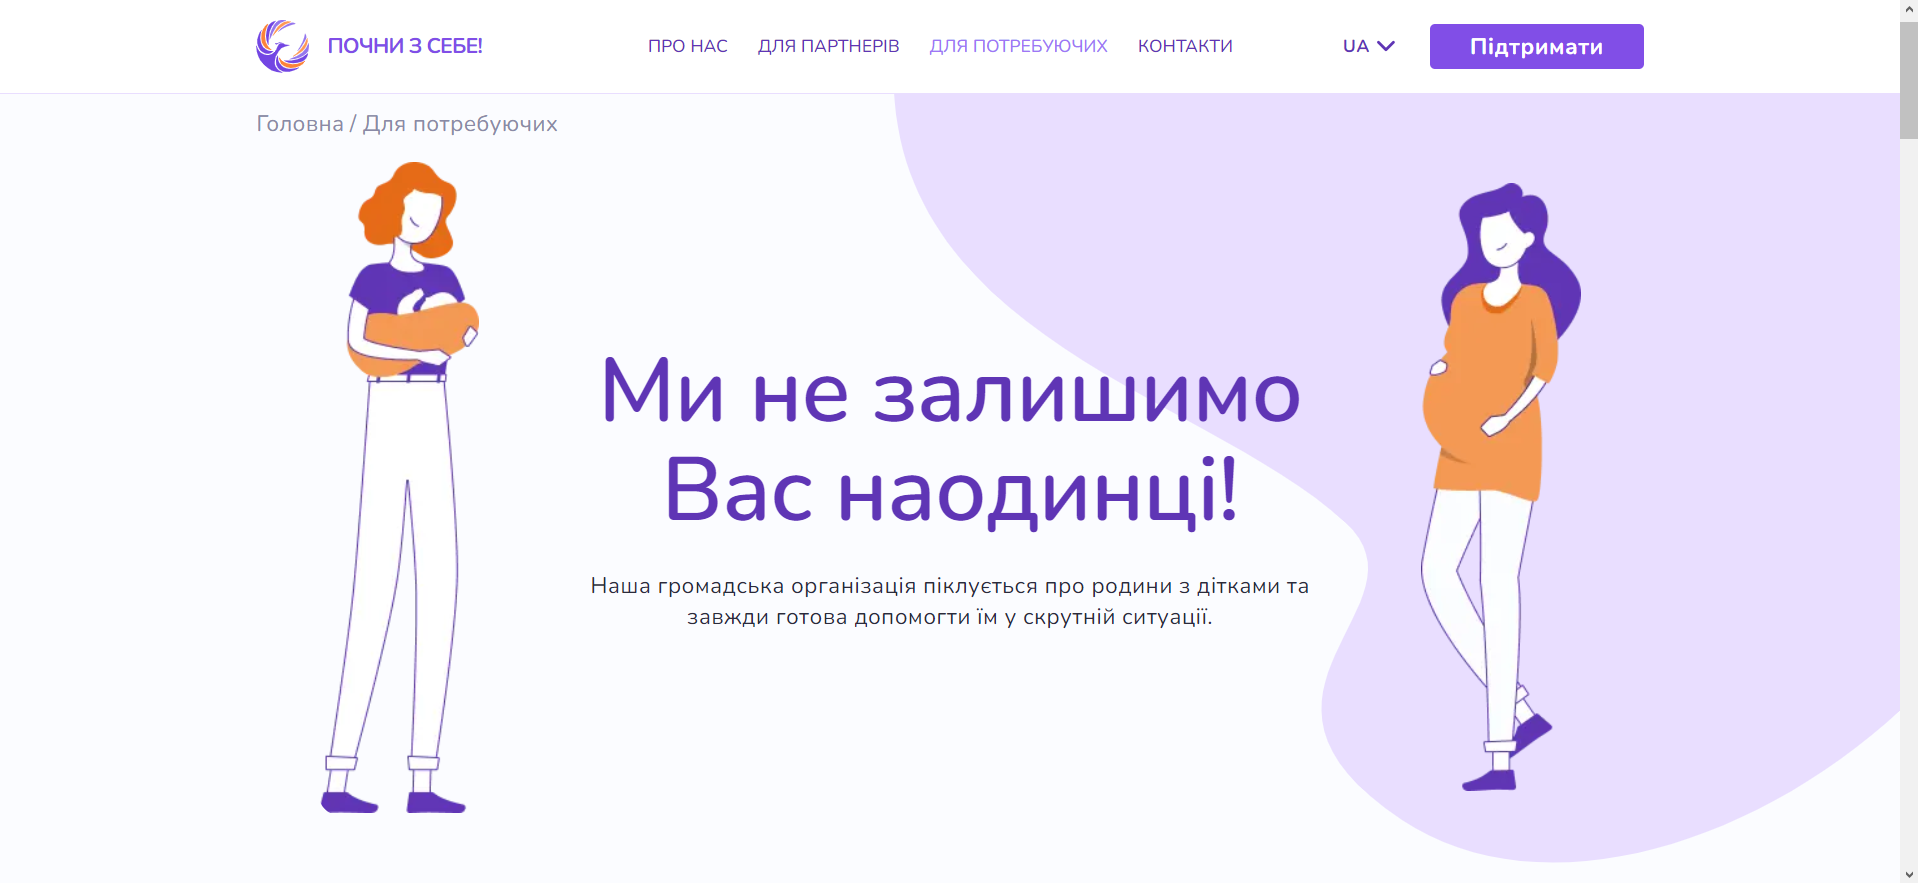 ПОЧНИ З СЕБЕ!
ПРО НАС
ДЛЯ ПАРТНЕРІВ
ДЛЯ ПОТРЕБУЮЧИХ
КОНТАКТИ
UA
Підтримати
Головна / Для потребуючих
Ми не залишимо
Вас наодинці!
Наша громадська організація піклується про родини з дітками та
завжди готова допомогти їм у скрутній ситуації.